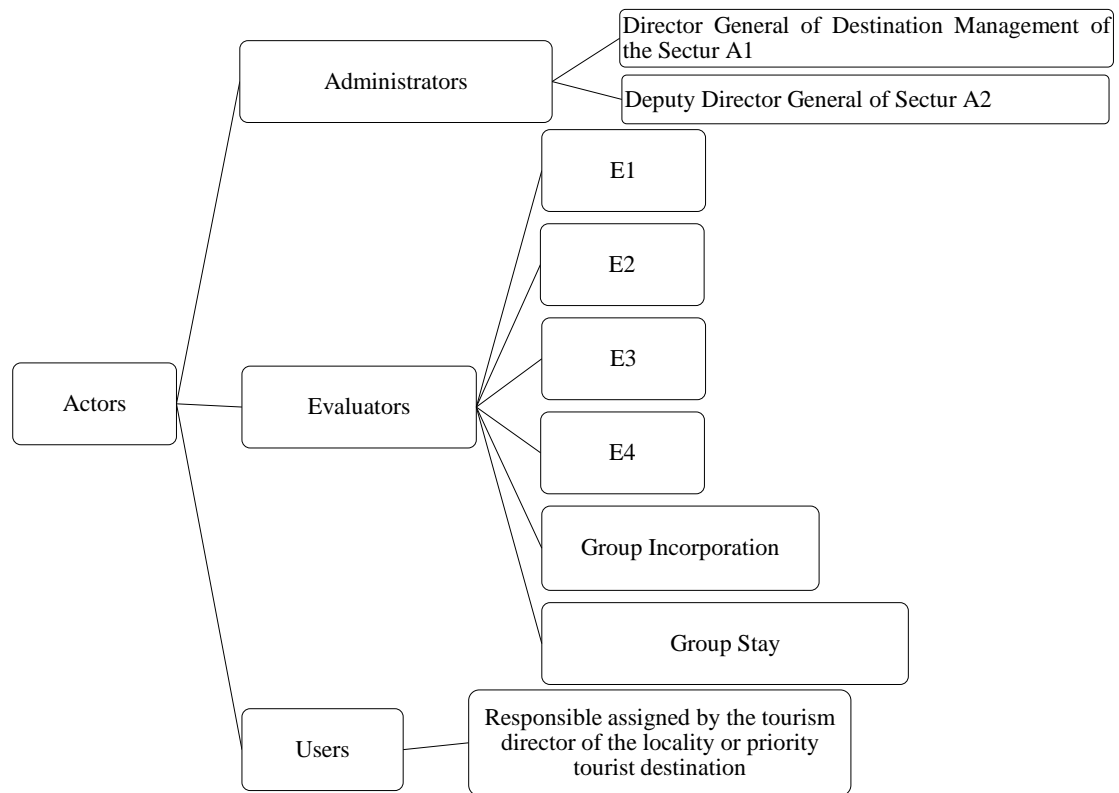 Director General of Destination Management of
the Sectur A1
Administrators
Deputy Director General of Sectur A2
E1
E2
E3
Actors
Evaluators
E4
Group Incorporation
Group Stay
Users
Responsible assigned by the tourism
director of the locality or priority
tourist destination